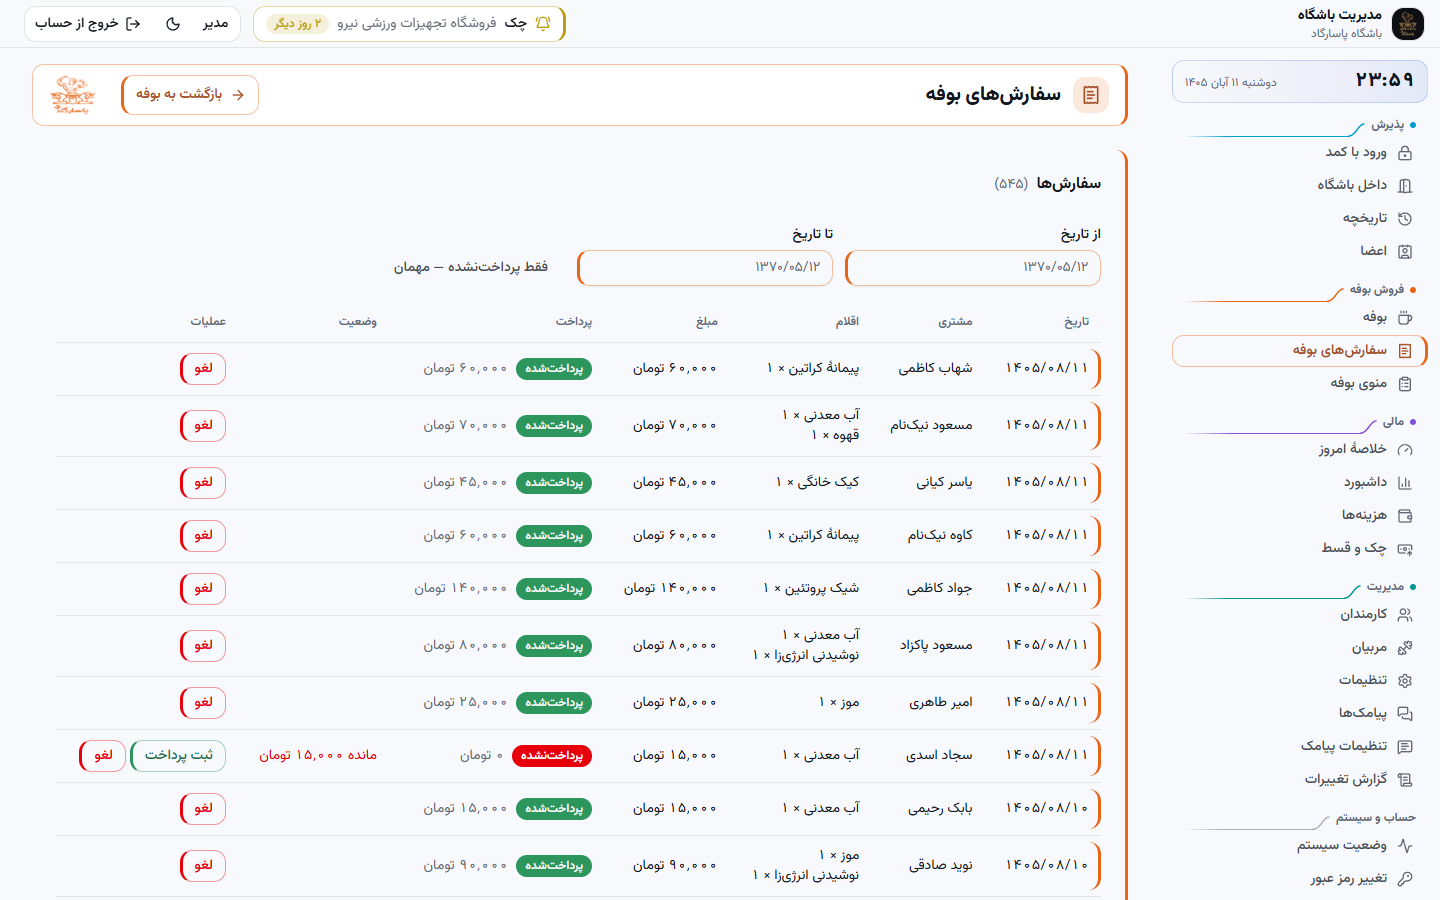 مدیریت باشگاه
باشگاه پاسارگاد
چک فروشگاه تجهیزات ورزشی نیرو ۲ روز دیگر
مدیر
خروج از حساب
۲۳:۵۹
دوشنبه ۱۱ آبان ۱۴۰۵
پذیرش
ورود با کمد
داخل باشگاه
تاریخچه
اعضا
فروش بوفه
بوفه
سفارش‌های بوفه
منوی بوفه
مالی
خلاصهٔ امروز
داشبورد
هزینه‌ها
چک و قسط
مدیریت
کارمندان
مربیان
تنظیمات
پیامک‌ها
تنظیمات پیامک
گزارش تغییرات
حساب و سیستم
وضعیت سیستم
تغییر رمز عبور
سفارش‌های بوفه
بازگشت به بوفه
پاسارگاد
سفارش‌ها (۵۴۵)
از تاریخ
تا تاریخ
۱۳۷۰/۰۵/۱۲
۱۳۷۰/۰۵/۱۲
فقط پرداخت‌نشده — مهمان
تاریخ مشتری اقلام مبلغ پرداخت وضعیت عملیات
۱۴۰۵/۰۸/۱۱ شهاب کاظمی پیمانهٔ کراتین × ۱ ۶۰,۰۰۰ تومان پرداخت‌شده ۶۰,۰۰۰ تومان لغو
۱۴۰۵/۰۸/۱۱ مسعود نیک‌نام آب معدنی × ۱
قهوه × ۱ ۷۰,۰۰۰ تومان پرداخت‌شده ۷۰,۰۰۰ تومان لغو
۱۴۰۵/۰۸/۱۱ یاسر کیانی کیک خانگی × ۱ ۴۵,۰۰۰ تومان پرداخت‌شده ۴۵,۰۰۰ تومان لغو
۱۴۰۵/۰۸/۱۱ کاوه نیک‌نام پیمانهٔ کراتین × ۱ ۶۰,۰۰۰ تومان پرداخت‌شده ۶۰,۰۰۰ تومان لغو
۱۴۰۵/۰۸/۱۱ جواد کاظمی شیک پروتئین × ۱ ۱۴۰,۰۰۰ تومان پرداخت‌شده ۱۴۰,۰۰۰ تومان لغو
۱۴۰۵/۰۸/۱۱ مسعود پاکزاد آب معدنی × ۱
نوشیدنی انرژی‌زا × ۱ ۸۰,۰۰۰ تومان پرداخت‌شده ۸۰,۰۰۰ تومان لغو
۱۴۰۵/۰۸/۱۱ امیر طاهری موز × ۱ ۲۵,۰۰۰ تومان پرداخت‌شده ۲۵,۰۰۰ تومان لغو
۱۴۰۵/۰۸/۱۱ سجاد اسدی آب معدنی × ۱ ۱۵,۰۰۰ تومان پرداخت‌نشده ۰ تومان مانده ۱۵,۰۰۰ تومان ثبت پرداخت لغو
۱۴۰۵/۰۸/۱۰ بابک رحیمی آب معدنی × ۱ ۱۵,۰۰۰ تومان پرداخت‌شده ۱۵,۰۰۰ تومان لغو
۱۴۰۵/۰۸/۱۰ نوید صادقی موز × ۱
نوشیدنی انرژی‌زا × ۱ ۹۰,۰۰۰ تومان پرداخت‌شده ۹۰,۰۰۰ تومان لغو